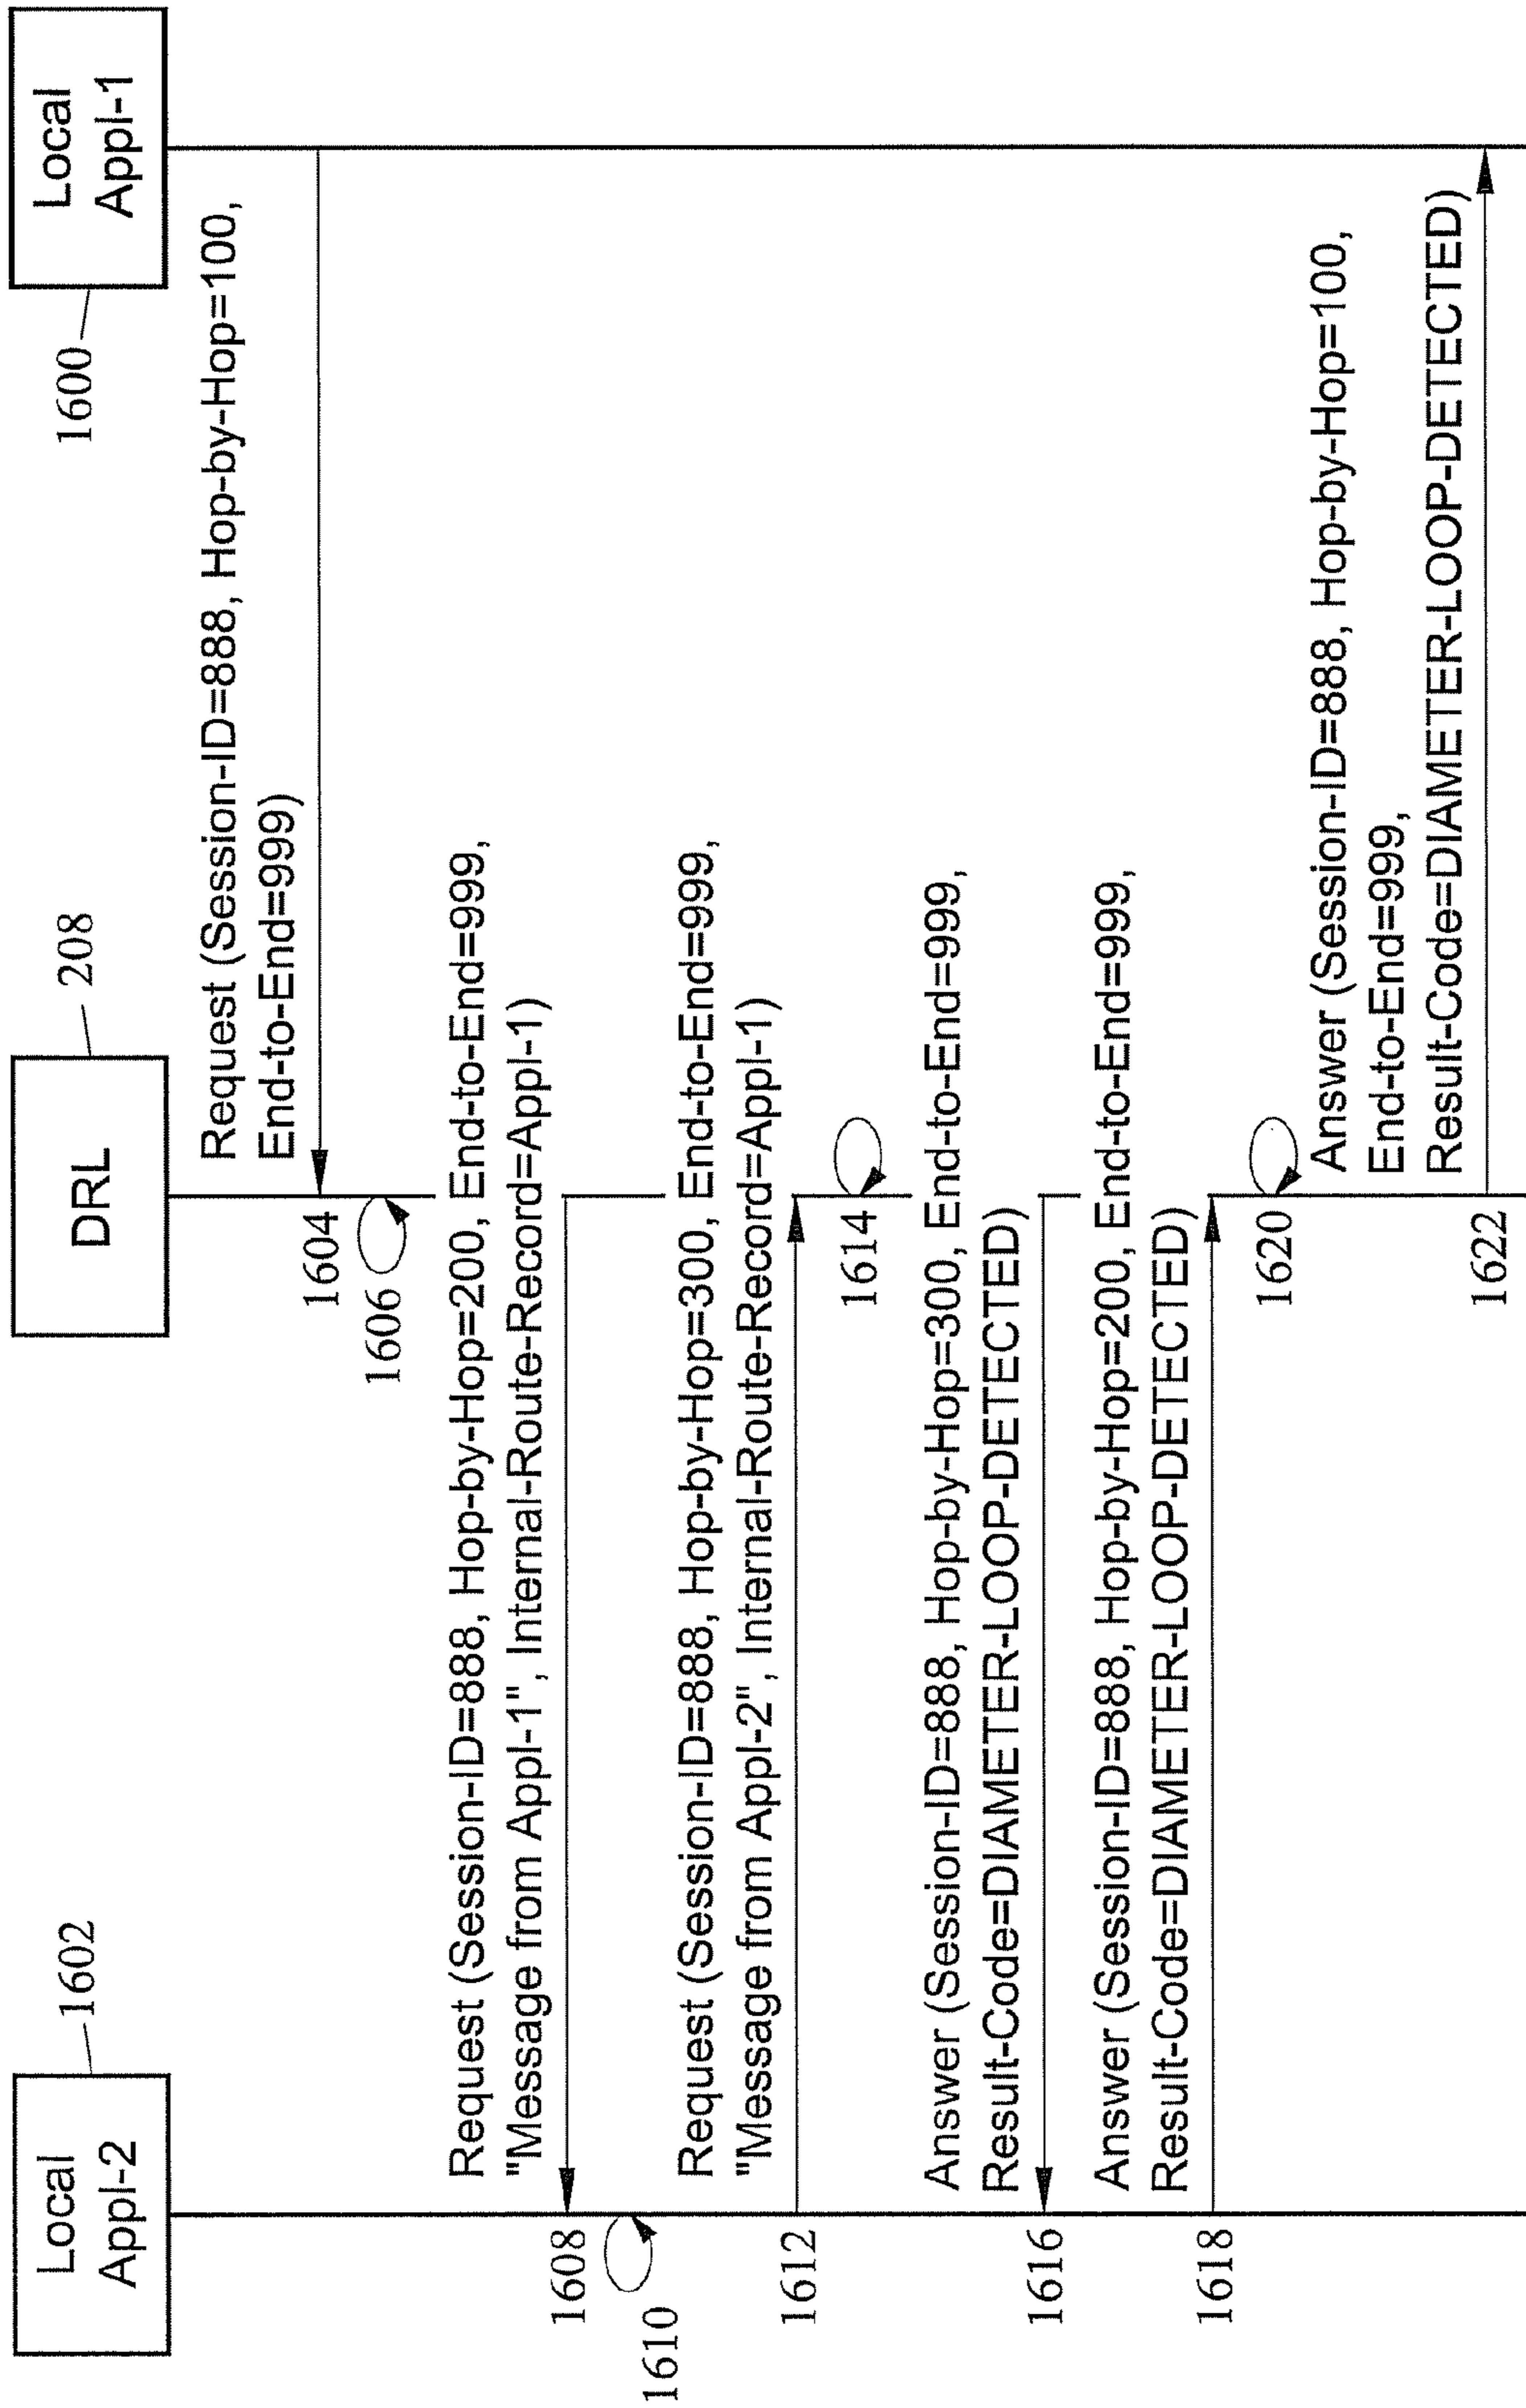 Local
Appl-2
1602
DRL
208
Local
Appl-1
1600
Request (Session-ID=888, Hop-by-Hop=100,
End-to-End=999)
1604
1606
Request (Session-ID=888, Hop-by-Hop=200, End-to-End=999,
"Message from Appl-1", Internal-Route-Record=Appl-1)
1608
1610
Request (Session-ID=888, Hop-by-Hop=300, End-to-End=999,
"Message from Appl-2", Internal-Route-Record=Appl-1)
1612
1614
Answer (Session-ID=888, Hop-by-Hop=300, End-to-End=999,
Result-Code=DIAMETER-LOOP-DETECTED)
1616
Answer (Session-ID=888, Hop-by-Hop=200, End-to-End=999,
Result-Code=DIAMETER-LOOP-DETECTED)
1618
1620
Answer (Session-ID=888, Hop-by-Hop=100,
End-to-End=999,
Result-Code=DIAMETER-LOOP-DETECTED)
1622